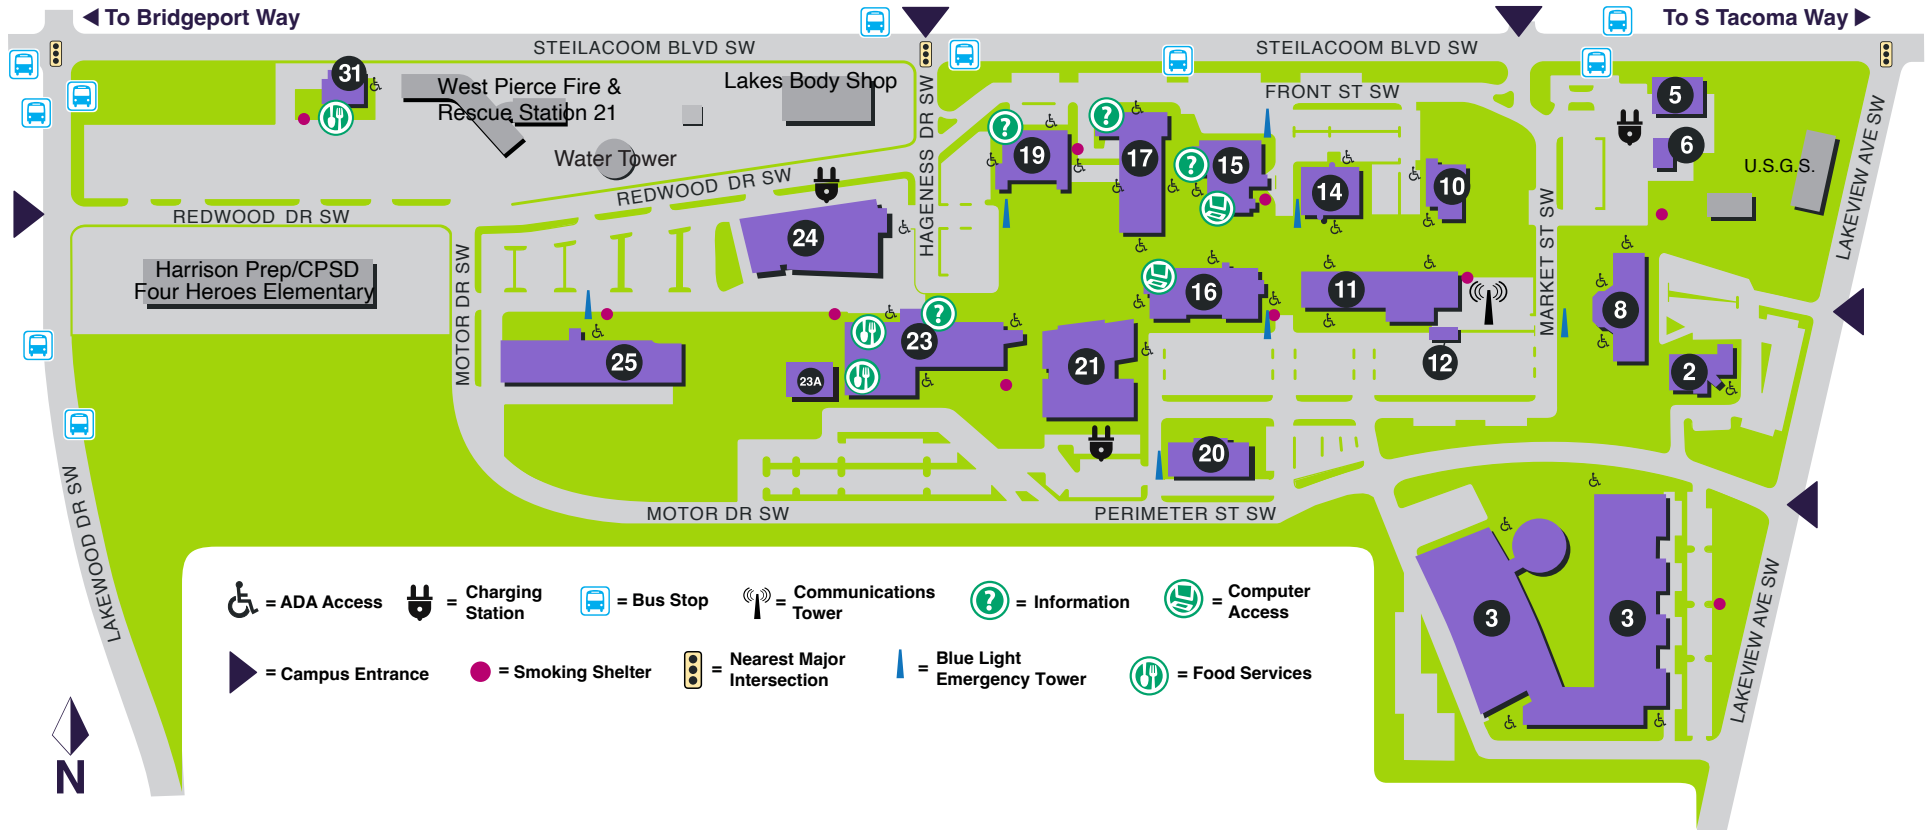 To Bridgeport Way
To S Tacoma Way
STEILACOOM BLVD SW
STEILACOOM BLVD SW
31
West Pierce Fire &
Rescue Station 21
Lakes Body Shop
Water Tower
HAGENESS DR SW
FRONT ST SW
5
6
U.S.G.S.
LAKEVIEW AVE SW
19
17
15
14
10
REDWOOD DR SW
REDWOOD DR SW
24
MARKET ST SW
Harrison Prep/CPSD
Four Heroes Elementary
MOTOR DR SW
16
11
8
25
23
23A
21
12
2
20
LAKEWOOD DR SW
MOTOR DR SW
PERIMETER ST SW
3
3
LAKEVIEW AVE SW
= ADA Access
= Charging
Station
= Bus Stop
= Communications
Tower
= Information
= Computer
Access
= Campus Entrance
= Smoking Shelter
= Nearest Major
Intersection
= Blue Light
Emergency Tower
= Food Services
N